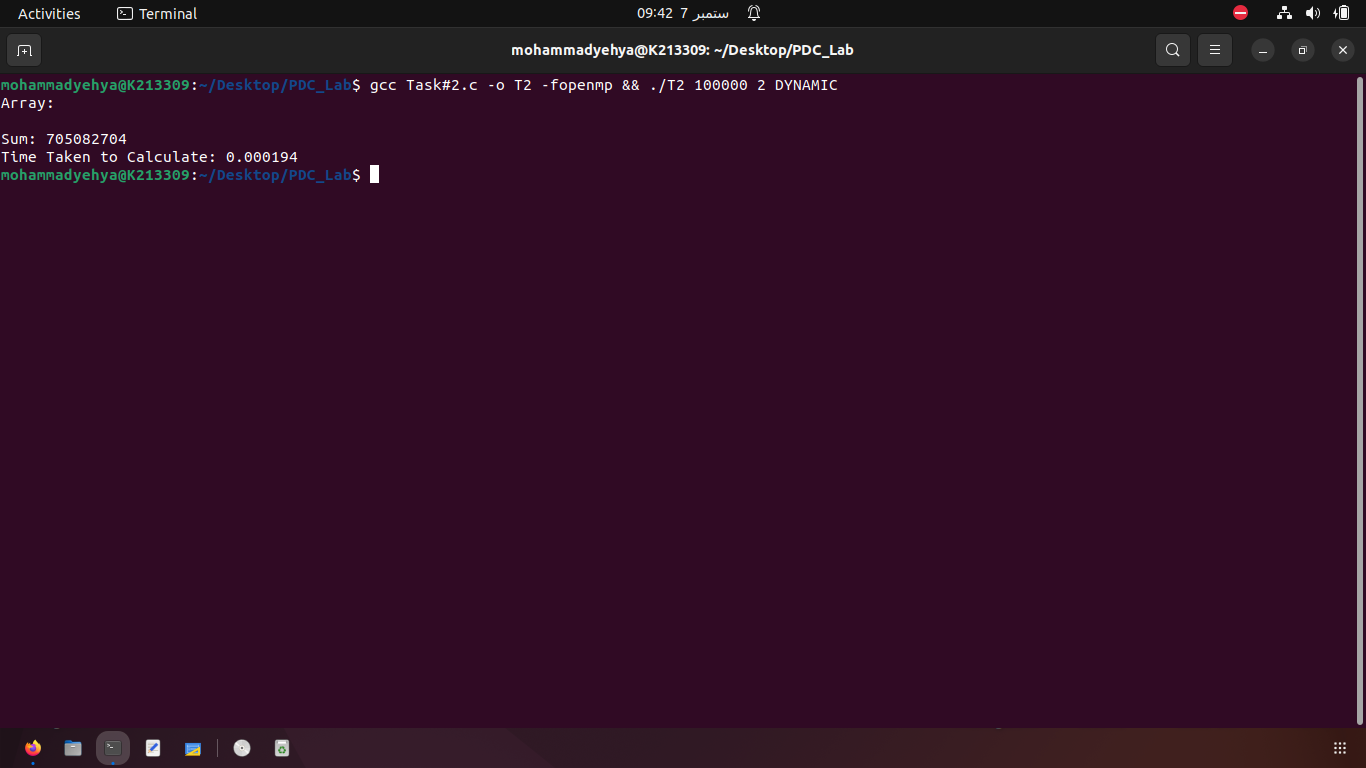 Activities
Terminal
09:42 7 ستمبر
mohammadyehya@K213309: ~/Desktop/PDC_Lab
mohammadyehya@K213309:~/Desktop/PDC_Lab$ gcc Task#2.c -o T2 -fopenmp && ./T2 100000 2 DYNAMIC
Array:
Sum: 705082704
Time Taken to Calculate: 0.000194
mohammadyehya@K213309:~/Desktop/PDC_Lab$